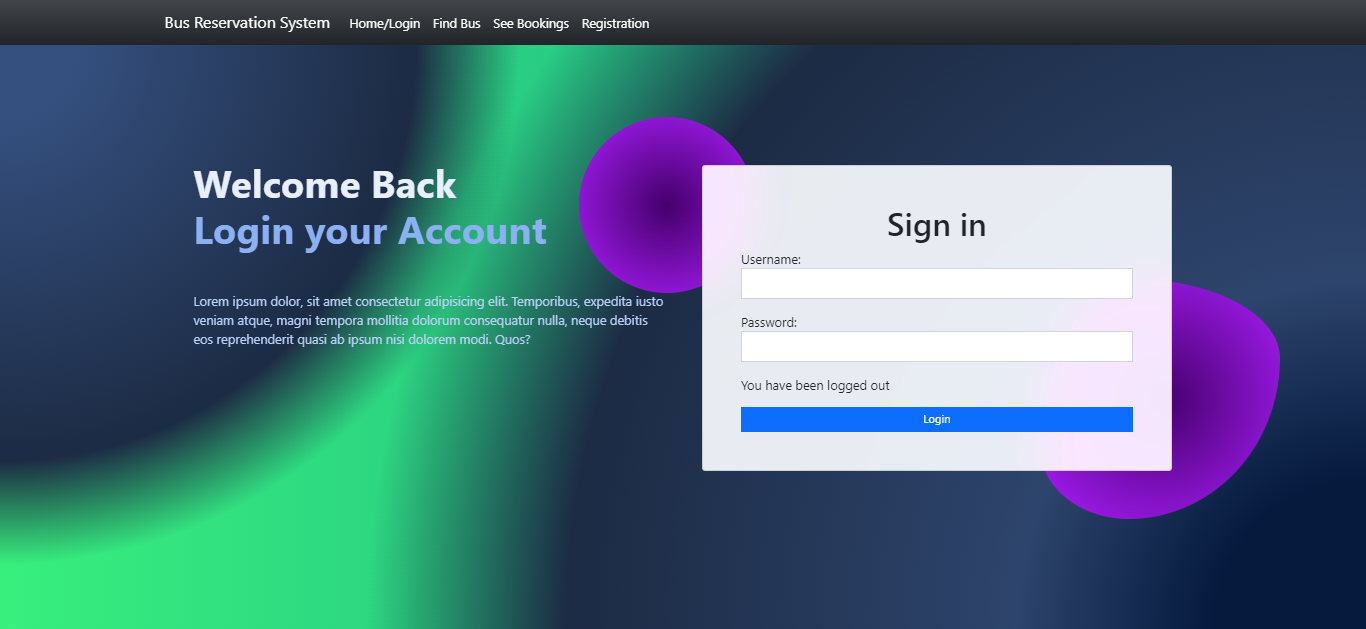 Bus Reservation System Home/Login Find Bus See Bookings Registration
Welcome Back
Login your Account
Lorem ipsum dolor, sit amet consectetur adipisicing elit. Temporibus, expedita iusto
veniam atque, magni tempora mollitia dolorum consequatur nulla, neque debitis
eos reprehenderit quasi ab ipsum nisi dolorem modi. Quos?
Sign in
Username:
Password:
You have been logged out
Login